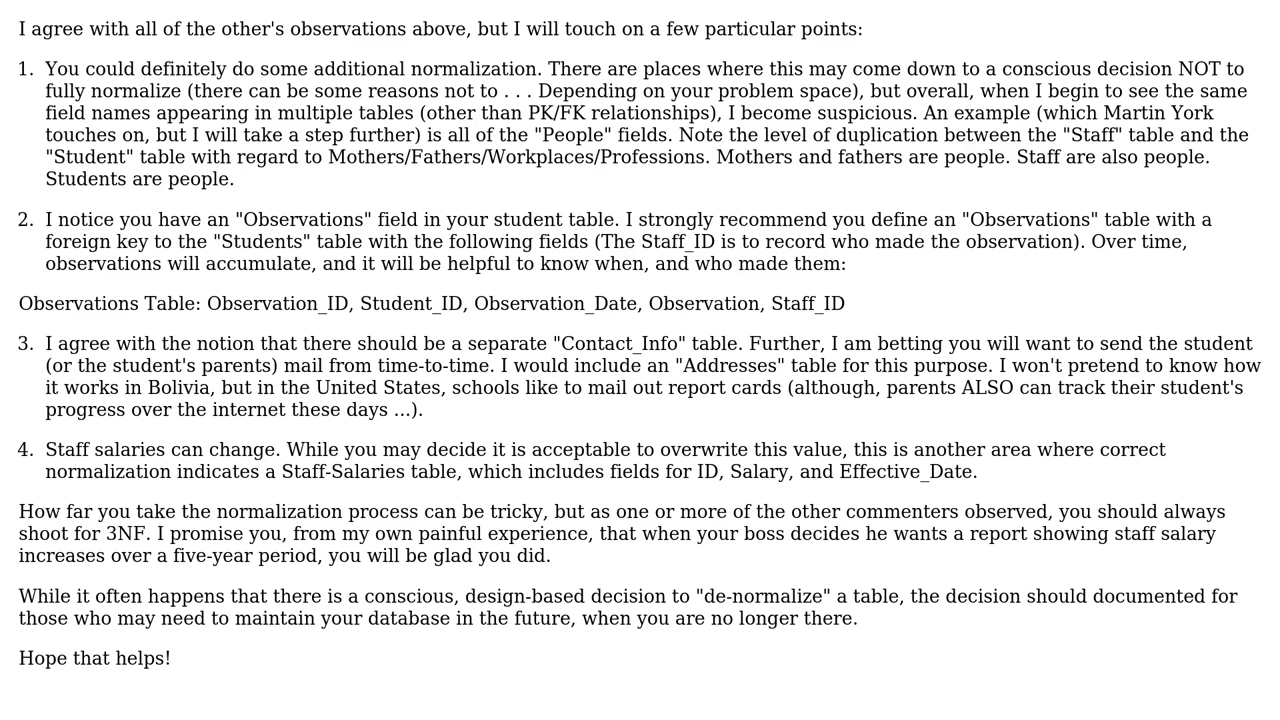 I agree with all of the other's observations above, but I will touch on a few particular points:
1. You could definitely do some additional normalization. There are places where this may come down to a conscious decision NOT to
fully normalize (there can be some reasons not to . . . Depending on your problem space), but overall, when I begin to see the same
field names appearing in multiple tables (other than PK/FK relationships), I become suspicious. An example (which Martin York
touches on, but I will take a step further) is all of the "People" fields. Note the level of duplication between the "Staff" table and the
"Student" table with regard to Mothers/Fathers/Workplaces/Professions. Mothers and fathers are people. Staff are also people.
Students are people.
2. I notice you have an "Observations" field in your student table. I strongly recommend you define an "Observations" table with a
foreign key to the "Students" table with the following fields (The Staff_ID is to record who made the observation). Over time,
observations will accumulate, and it will be helpful to know when, and who made them:
Observations Table: Observation_ID, Student_ID, Observation_Date, Observation, Staff_ID
3. I agree with the notion that there should be a separate "Contact_Info" table. Further, I am betting you will want to send the student
(or the student's parents) mail from time-to-time. I would include an "Addresses" table for this purpose. I won't pretend to know how
it works in Bolivia, but in the United States, schools like to mail out report cards (although, parents ALSO can track their student's
progress over the internet these days ...).
4. Staff salaries can change. While you may decide it is acceptable to overwrite this value, this is another area where correct
normalization indicates a Staff-Salaries table, which includes fields for ID, Salary, and Effective_Date.
How far you take the normalization process can be tricky, but as one or more of the other commenters observed, you should always
shoot for 3NF. I promise you, from my own painful experience, that when your boss decides he wants a report showing staff salary
increases over a five-year period, you will be glad you did.
While it often happens that there is a conscious, design-based decision to "de-normalize" a table, the decision should documented for
those who may need to maintain your database in the future, when you are no longer there.
Hope that helps!